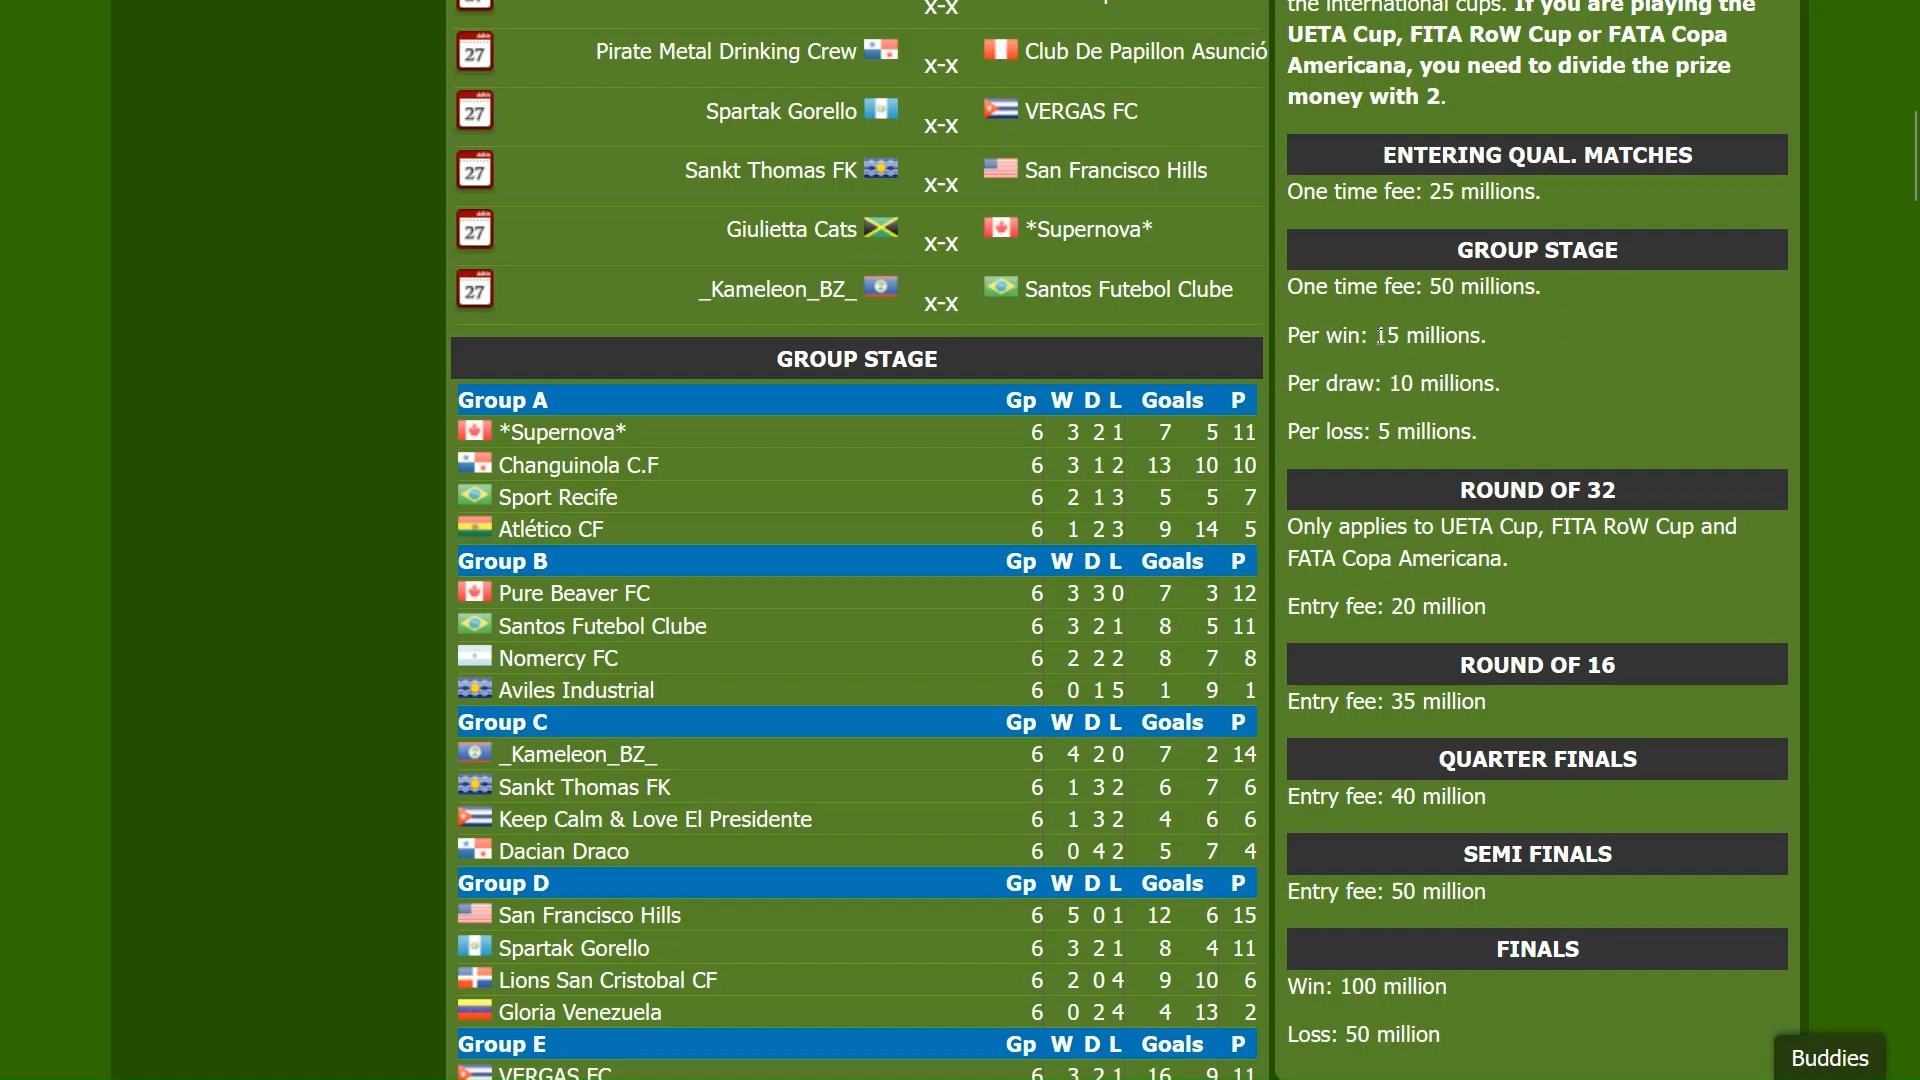 x-x
27 Pirate Metal Drinking Crew x-x Club De Papillon Asunció
27 Spartak Gorello x-x VERGAS FC
27 Sankt Thomas FK x-x San Francisco Hills
27 Giulietta Cats x-x *Supernova*
27 _Kameleon_BZ_ x-x Santos Futebol Clube
GROUP STAGE
Group A Gp W D L Goals P
*Supernova* 6 3 2 1 7 5 11
Changuinola C.F 6 3 1 2 13 10 10
Sport Recife 6 2 1 3 5 5 7
Atlético CF 6 1 2 3 9 14 5
Group B Gp W D L Goals P
Pure Beaver FC 6 3 3 0 7 3 12
Santos Futebol Clube 6 3 2 1 8 5 11
Nomercy FC 6 2 2 2 8 7 8
Aviles Industrial 6 0 1 5 1 9 1
Group C Gp W D L Goals P
_Kameleon_BZ_ 6 4 2 0 7 2 14
Sankt Thomas FK 6 1 3 2 6 7 6
Keep Calm & Love El Presidente 6 1 3 2 4 6 6
Dacian Draco 6 0 4 2 5 7 4
Group D Gp W D L Goals P
San Francisco Hills 6 5 0 1 12 6 15
Spartak Gorello 6 3 2 1 8 4 11
Lions San Cristobal CF 6 2 0 4 9 10 6
Gloria Venezuela 6 0 2 4 4 13 2
Group E Gp W D L Goals P
VERGAS FC 6 3 2 1 16 9 11
the international cups. If you are playing the
UETA Cup, FITA RoW Cup or FATA Copa
Americana, you need to divide the prize
money with 2.
ENTERING QUAL. MATCHES
One time fee: 25 millions.
GROUP STAGE
One time fee: 50 millions.
Per win: 15 millions.
Per draw: 10 millions.
Per loss: 5 millions.
ROUND OF 32
Only applies to UETA Cup, FITA RoW Cup and
FATA Copa Americana.
Entry fee: 20 million
ROUND OF 16
Entry fee: 35 million
QUARTER FINALS
Entry fee: 40 million
SEMI FINALS
Entry fee: 50 million
FINALS
Win: 100 million
Loss: 50 million
Buddies